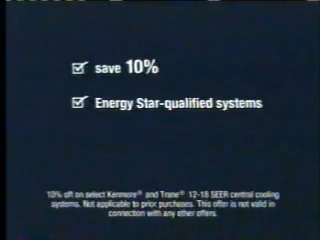 save 10%
Energy Star-qualified systems
10% off on select Kenmore® and Trane® 12-18 SEER central cooling
systems. Not applicable to prior purchases. This offer is not valid in
connection with any other offers.